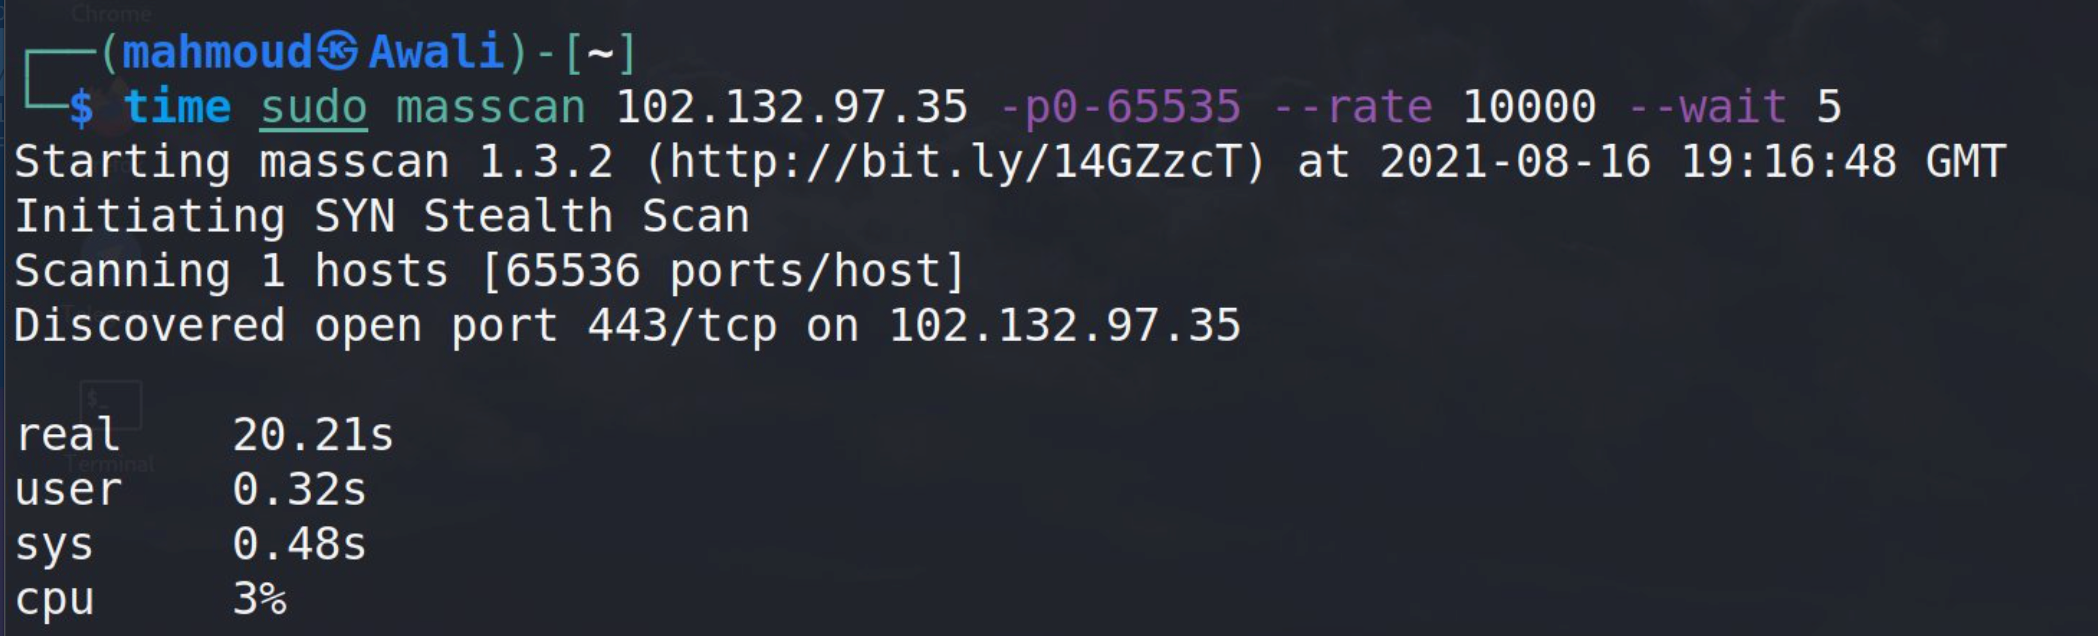 Chrome
┌──(mahmoud㉿Awali)-[~]
└─$ time sudo masscan 102.132.97.35 -p0-65535 --rate 10000 --wait 5
Starting masscan 1.3.2 (http://bit.ly/14GZzcT) at 2021-08-16 19:16:48 GMT
Initiating SYN Stealth Scan
Scanning 1 hosts [65536 ports/host]
Discovered open port 443/tcp on 102.132.97.35
$_
real 20.21s
Terminal
user 0.32s
sys 0.48s
cpu 3%